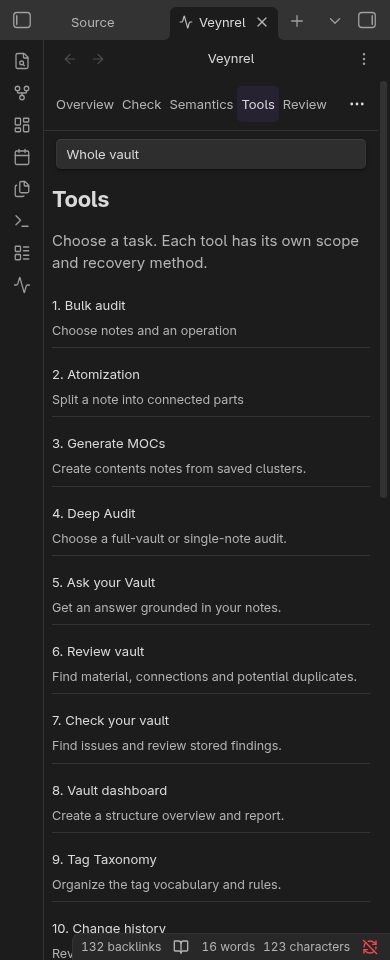 Source
Veynrel
Veynrel
Overview Check Semantics Tools Review
Whole vault
Tools
Choose a task. Each tool has its own scope
and recovery method.
1. Bulk audit
Choose notes and an operation
2. Atomization
Split a note into connected parts
3. Generate MOCs
Create contents notes from saved clusters.
4. Deep Audit
Choose a full-vault or single-note audit.
5. Ask your Vault
Get an answer grounded in your notes.
6. Review vault
Find material, connections and potential duplicates.
7. Check your vault
Find issues and review stored findings.
8. Vault dashboard
Create a structure overview and report.
9. Tag Taxonomy
Organize the tag vocabulary and rules.
10. Change history
132 backlinks 16 words 123 characters